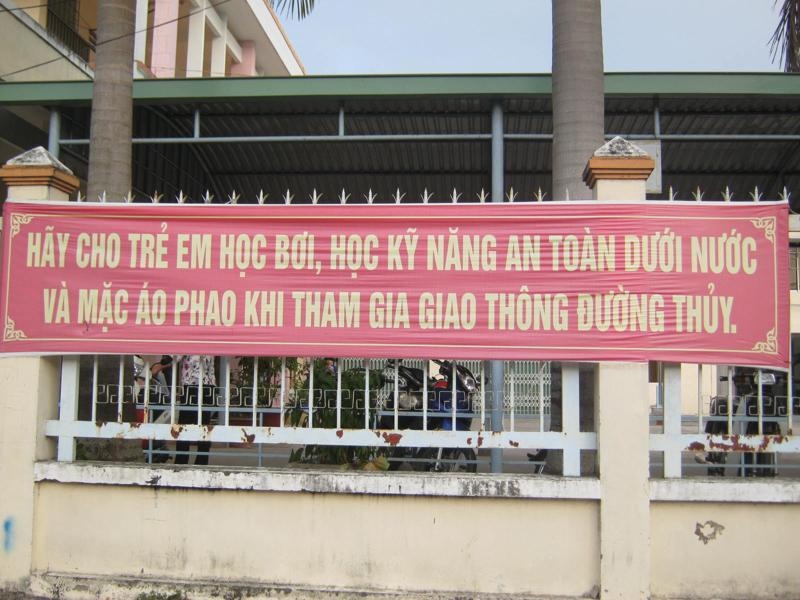 HÃY CHO TRẺ EM HỌC BƠI, HỌC KỸ NĂNG AN TOÀN DƯỚI NƯỚC
VÀ MẶC ÁO PHAO KHI THAM GIA GIAO THÔNG ĐƯỜNG THỦY.